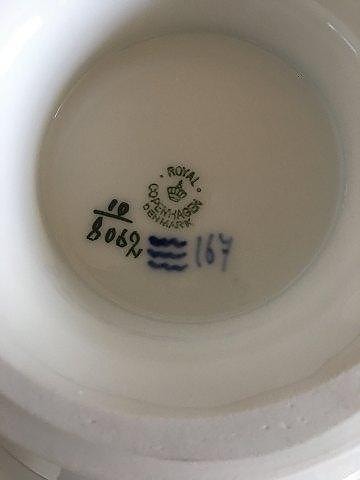 ROYAL
COPENHAGEN
DENMARK
10
8062
167